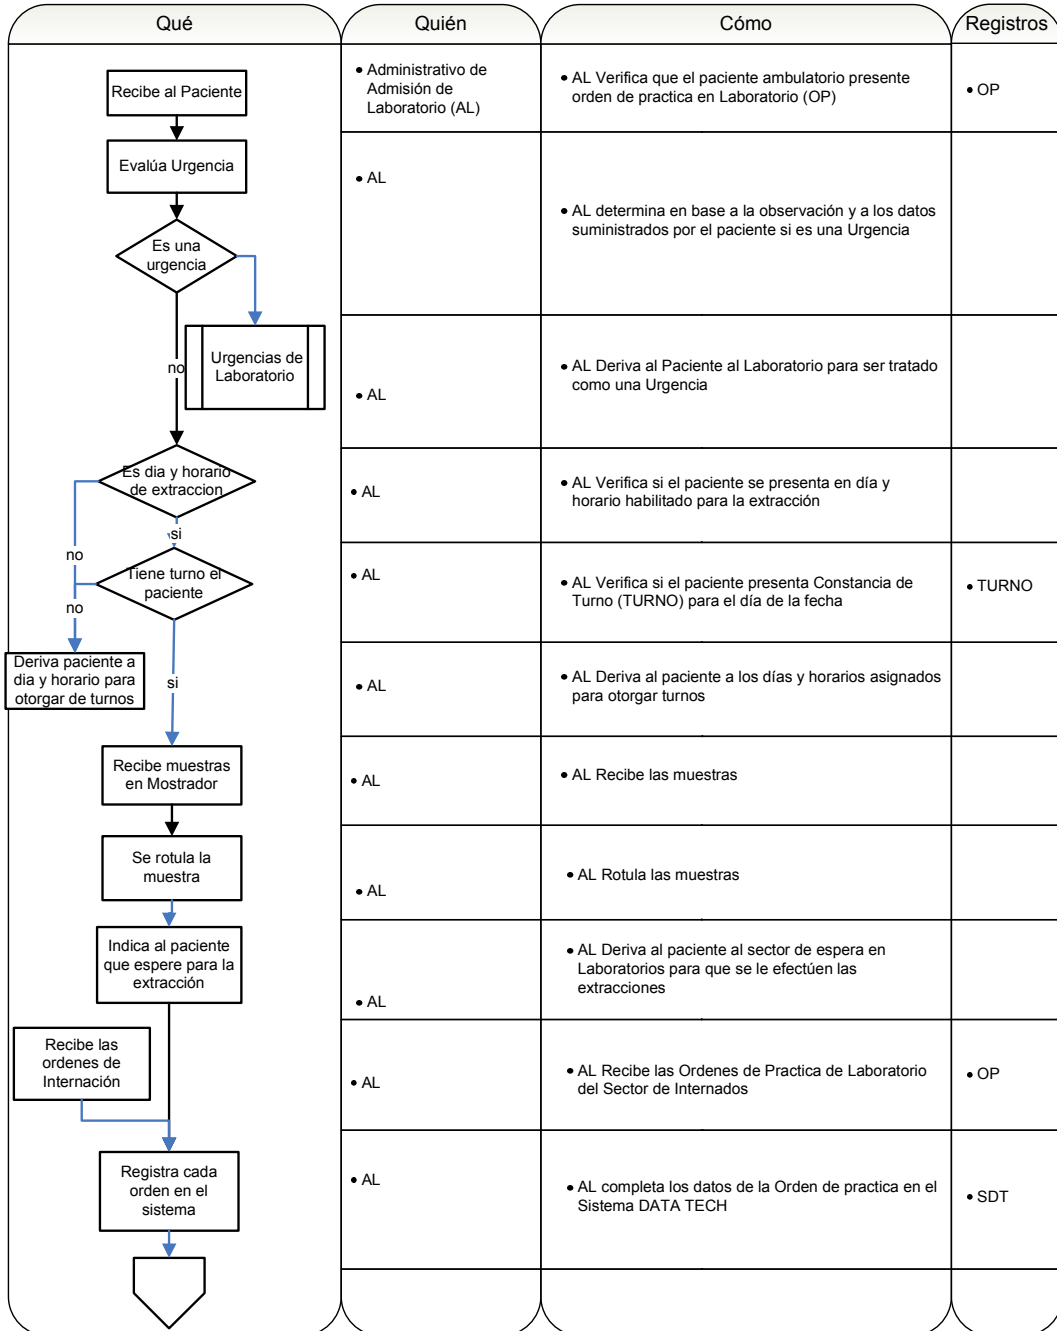 Qué
Quién
Cómo
Registros
Recibe al Paciente
• Administrativo de
Admisión de
Laboratorio (AL)
• AL Verifica que el paciente ambulatorio presente
orden de practica en Laboratorio (OP)
• OP
Evalúa Urgencia
• AL
Es una
urgencia
• AL determina en base a la observación y a los datos
suministrados por el paciente si es una Urgencia
Urgencias de
Laboratorio
no
• AL
• AL Deriva al Paciente al Laboratorio para ser tratado
como una Urgencia
Es dia y horario
de extraccion
• AL
• AL Verifica si el paciente se presenta en día y
horario habilitado para la extracción
si
no
Tiene turno el
paciente
no
• AL
• AL Verifica si el paciente presenta Constancia de
Turno (TURNO) para el día de la fecha
• TURNO
Deriva paciente a
dia y horario para
otorgar de turnos
si
• AL
• AL Deriva al paciente a los días y horarios asignados
para otorgar turnos
Recibe muestras
en Mostrador
• AL
• AL Recibe las muestras
Se rotula la
muestra
• AL
• AL Rotula las muestras
Indica al paciente
que espere para la
extracción
• AL
• AL Deriva al paciente al sector de espera en
Laboratorios para que se le efectúen las
extracciones
Recibe las
ordenes de
Internación
• AL
• AL Recibe las Ordenes de Practica de Laboratorio
del Sector de Internados
• OP
Registra cada
orden en el
sistema
• AL
• AL completa los datos de la Orden de practica en el
Sistema DATA TECH
• SDT